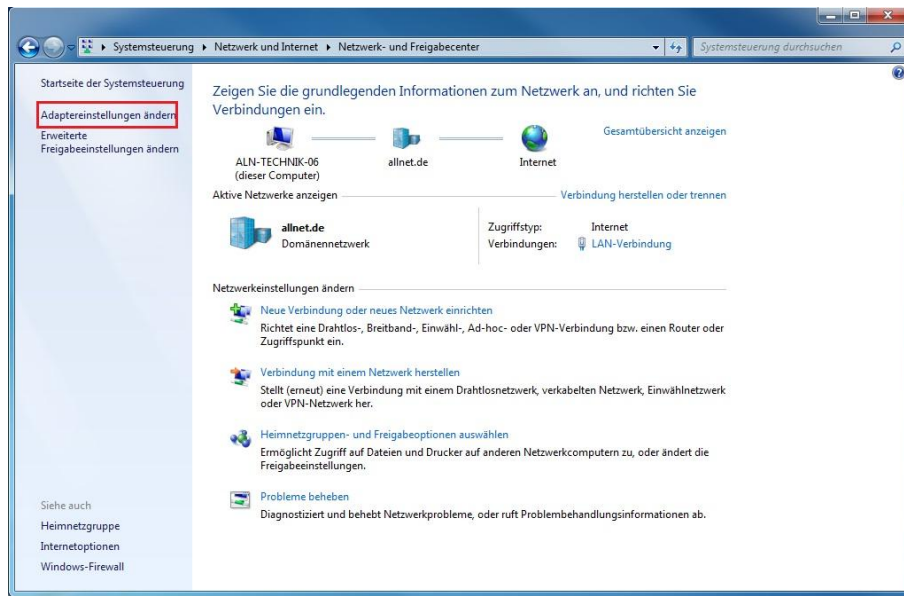 Systemsteuerung ▸ Netzwerk und Internet ▸ Netzwerk- und Freigabecenter
Systemsteuerung durchsuchen
Startseite der Systemsteuerung
Adaptereinstellungen ändern
Erweiterte
Freigabeeinstellungen ändern
Zeigen Sie die grundlegenden Informationen zum Netzwerk an, und richten Sie
Verbindungen ein.
Gesamtübersicht anzeigen
ALN-TECHNIK-06
(dieser Computer)
allnet.de
Internet
Aktive Netzwerke anzeigen
Verbindung herstellen oder trennen
allnet.de
Domänennetzwerk
Zugriffstyp: Internet
Verbindungen: LAN-Verbindung
Netzwerkeinstellungen ändern
Neue Verbindung oder neues Netzwerk einrichten
Richtet eine Drahtlos-, Breitband-, Einwähl-, Ad-hoc- oder VPN-Verbindung bzw. einen Router oder
Zugriffspunkt ein.
Verbindung mit einem Netzwerk herstellen
Stellt (erneut) eine Verbindung mit einem Drahtlosnetzwerk, verkabelten Netzwerk, Einwählnetzwerk
oder VPN-Netzwerk her.
Heimnetzgruppen- und Freigabeoptionen auswählen
Ermöglicht Zugriff auf Dateien und Drucker auf anderen Netzwerkcomputern zu, oder ändert die
Freigabeeinstellungen.
Probleme beheben
Diagnostiziert und behebt Netzwerkprobleme, oder ruft Problembehandlungsinformationen ab.
Siehe auch
Heimnetzgruppe
Internetoptionen
Windows-Firewall